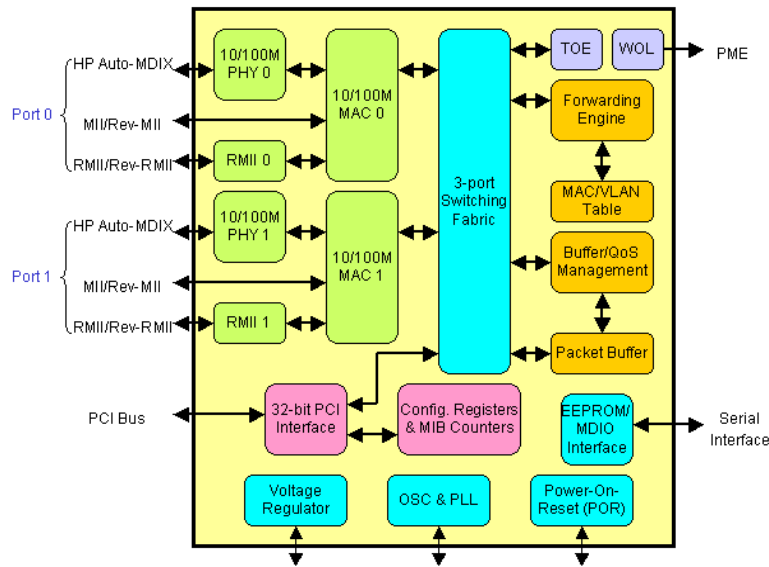 HP Auto-MDIX
10/100M
PHY 0
10/100M
MAC 0
TOE
WOL
PME
Port 0
MII/Rev-MII
Forwarding
Engine
RMII/Rev-RMII
RMII 0
3-port
Switching
Fabric
MAC/VLAN
Table
HP Auto-MDIX
10/100M
PHY 1
10/100M
MAC 1
Buffer/QoS
Management
Port 1
MII/Rev-MII
RMII/Rev-RMII
RMII 1
Packet Buffer
PCI Bus
32-bit PCI
Interface
Config. Registers
& MIB Counters
EEPROM/
MDIO
Interface
Serial
Interface
Voltage
Regulator
OSC & PLL
Power-On-
Reset (POR)